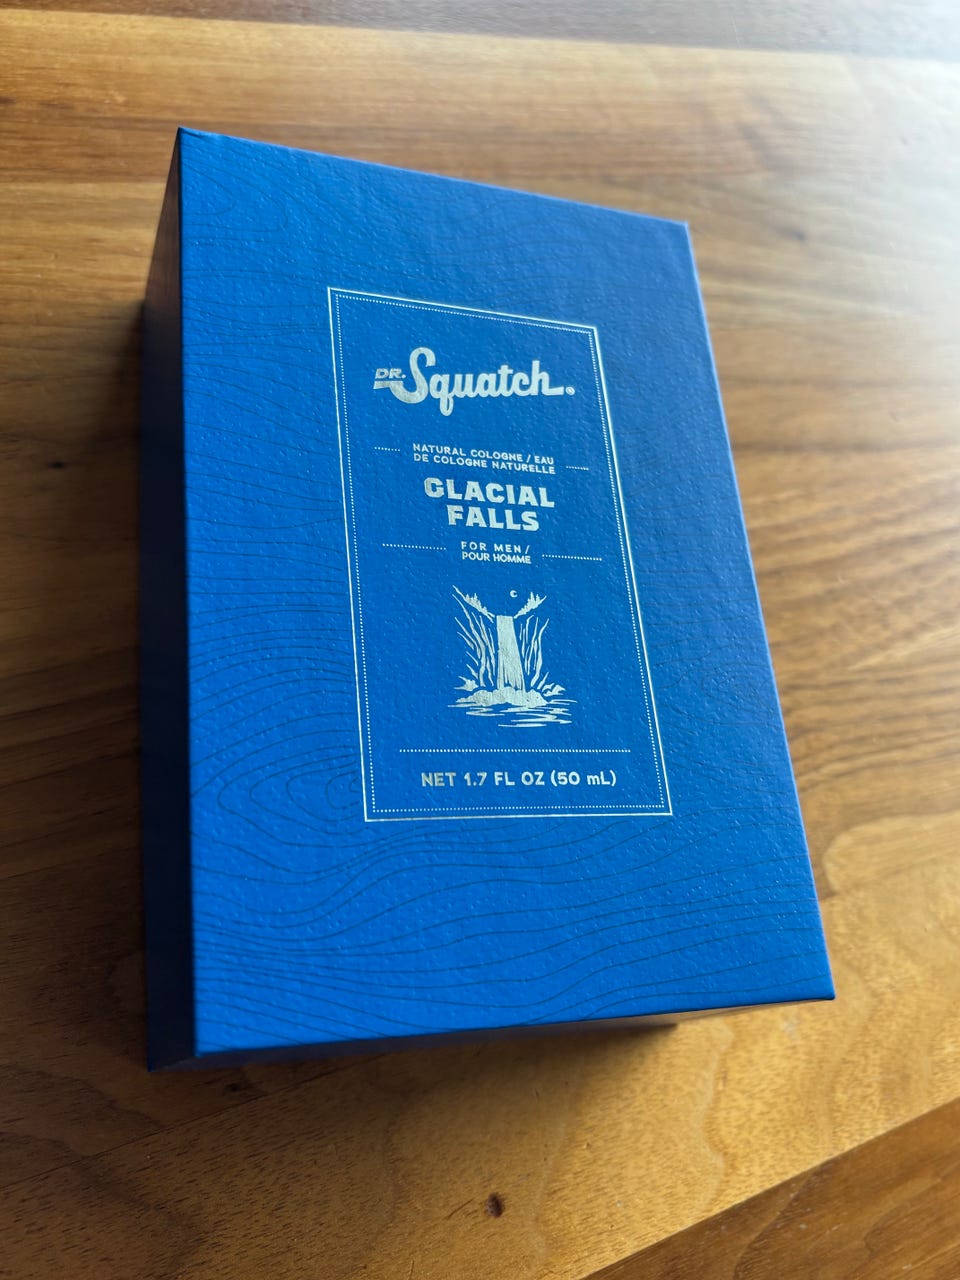 DR. Squatch®
NATURAL COLOGNE / EAU
DE COLOGNE NATURELLE
GLACIAL
FALLS
FOR MEN /
POUR HOMME
NET 1.7 FL OZ (50 mL)